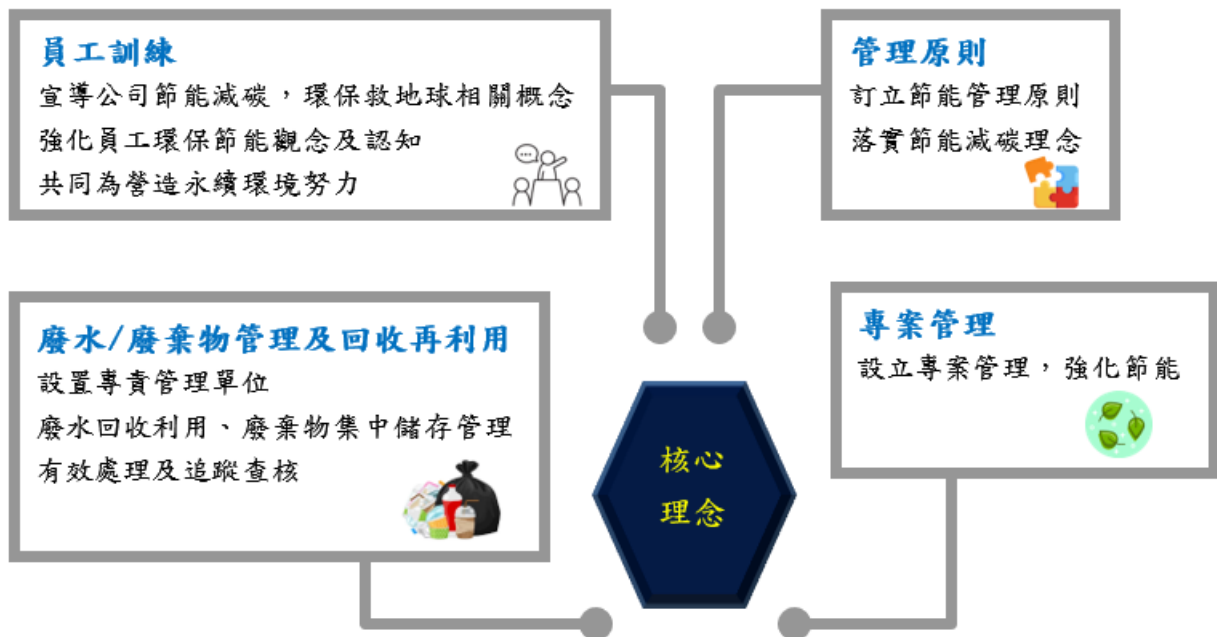 員工訓練
宣導公司節能減碳，環保救地球相關概念
強化員工環保節能觀念及認知
共同為營造永續環境努力
管理原則
訂立節能管理原則
落實節能減碳理念
廢水/廢棄物管理及回收再利用
設置專責管理單位
廢水回收利用、廢棄物集中儲存管理
有效處理及追蹤查核
專案管理
設立專案管理，強化節能
核心
理念